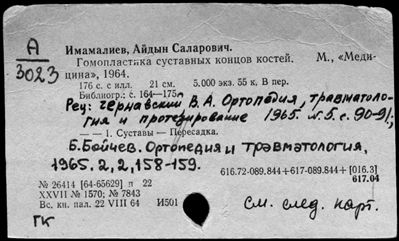 А
3023
Имамалиев, Айдын Саларович.
Гомопластика суставных концов костей. М., «Меди-
цина», 1964.
176 с. с илл. 21 см. 5.000 экз. 55 к. В пер.
Библиогр.: с. 164—175
Рец: Чернавский В. А. Ортопедия, травматоло-
гия и протезирование 1965. N. 5. с. 90-91;
— — 1. Суставы — Пересадка.
Б. Бойчев. Ортопедия и травматология,
1965. 2, 2, 158-159.
616.72-089.844+617-089.844+[016.3]
617.04
№ 26414 [64-65629] п 22
XXVII № 1570; № 7843
Вс. кн. пал. 22 VIII 64 И501
ГК
см. след. карт.